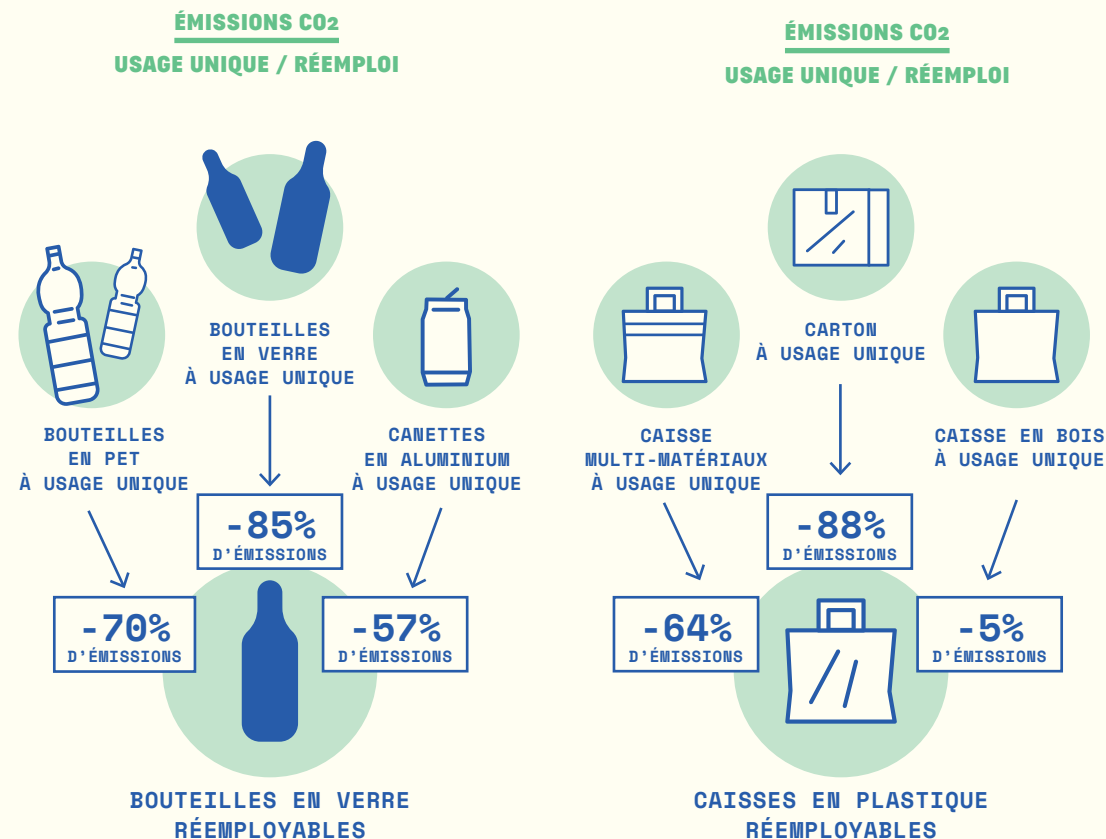 ÉMISSIONS CO2
USAGE UNIQUE / RÉEMPLOI
BOUTEILLES
EN VERRE
À USAGE UNIQUE
BOUTEILLES
EN PET
À USAGE UNIQUE
CANETTES
EN ALUMINIUM
À USAGE UNIQUE
-85%
D'ÉMISSIONS
-70%
D'ÉMISSIONS
-57%
D'ÉMISSIONS
BOUTEILLES EN VERRE
RÉEMPLOYABLES
ÉMISSIONS CO2
USAGE UNIQUE / RÉEMPLOI
CARTON
À USAGE UNIQUE
CAISSE
MULTI-MATÉRIAUX
À USAGE UNIQUE
CAISSE EN BOIS
À USAGE UNIQUE
-88%
D'ÉMISSIONS
-64%
D'ÉMISSIONS
-5%
D'ÉMISSIONS
CAISSES EN PLASTIQUE
RÉEMPLOYABLES